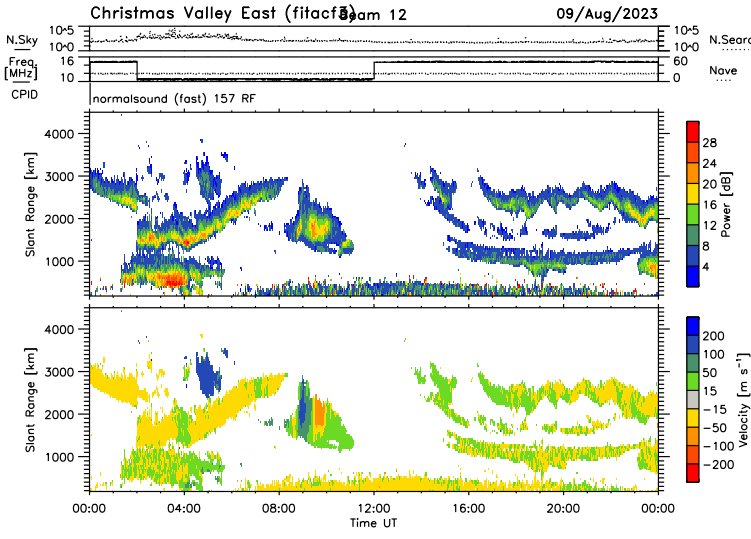 Christmas Valley East (fitacf3) Beam 12 09/Aug/2023
N.Sky 10^5 10^0 10^5 10^0 N.Searc
Freq. [MHz] 16 10 60 0 Nave
CPID normalsound (fast) 157 RF
Slant Range [km]
4000
3000
2000
1000
28
24
20
16
12
8
4
Power [dB]
Slant Range [km]
4000
3000
2000
1000
200
100
50
15
-15
-50
-100
-200
Velocity [m s^-1]
00:00 04:00 08:00 12:00 16:00 20:00 00:00
Time UT